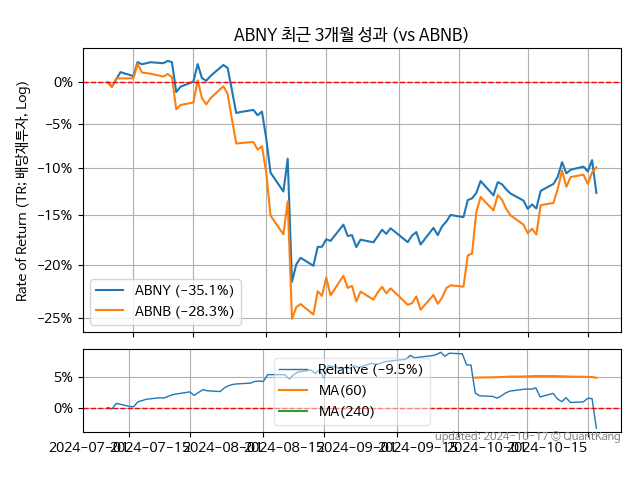 ABNY 최근 3개월 성과 (vs ABNB)
Rate of Return (TR: 배당재투자, Log)
0%
-5%
-10%
-15%
-20%
-25%
ABNY (-35.1%)
ABNB (-28.3%)
5%
0%
Relative (-9.5%)
MA(60)
MA(240)
updated: 2024-10-17 © QuantKang
2024-07-01
2024-07-15
2024-08-01
2024-08-15
2024-09-01
2024-09-15
2024-10-01
2024-10-15